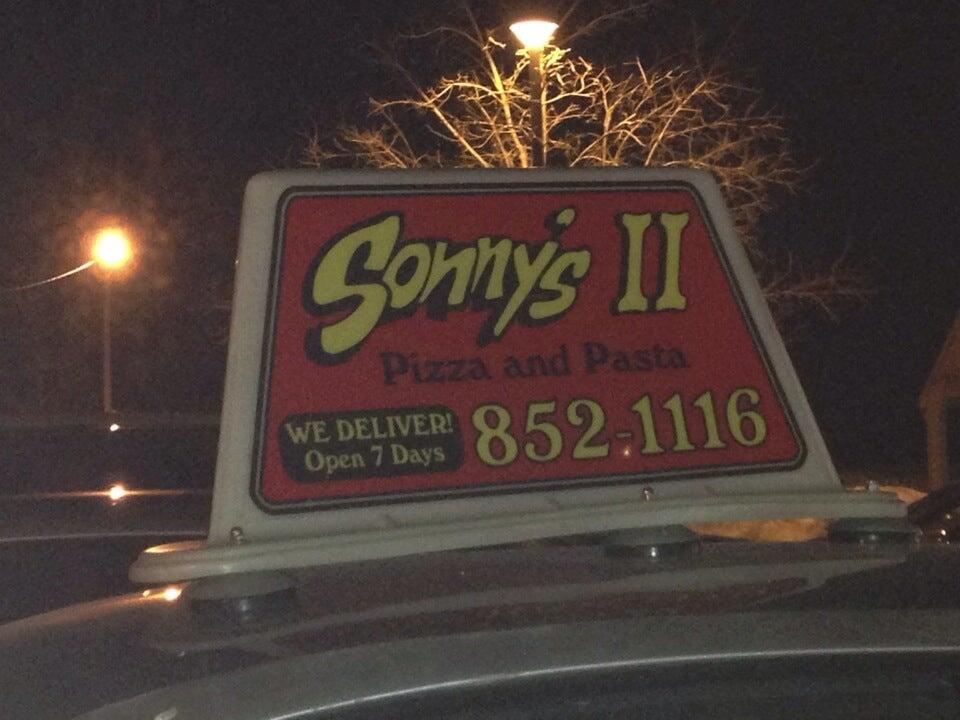 Sonny's II
Pizza and Pasta
WE DELIVER!
Open 7 Days
852-1116